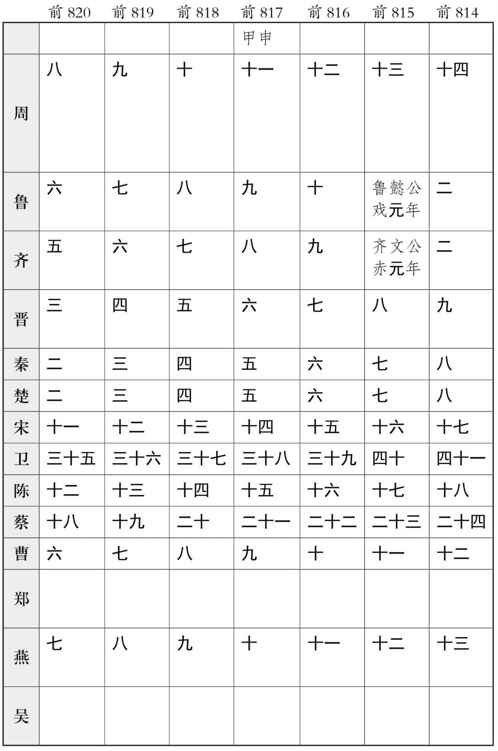 前 820 前 819 前 818 前 817 前 816 前 815 前 814
甲申
周 八 九 十 十一 十二 十三 十四
鲁 六 七 八 九 十 鲁懿公 二
戏元年
齐 五 六 七 八 九 齐文公 二
赤元年
晋 三 四 五 六 七 八 九
秦 二 三 四 五 六 七 八
楚 二 三 四 五 六 七 八
宋 十一 十二 十三 十四 十五 十六 十七
卫 三十五 三十六 三十七 三十八 三十九 四十 四十一
陈 十二 十三 十四 十五 十六 十七 十八
蔡 十八 十九 二十 二十一 二十二 二十三 二十四
曹 六 七 八 九 十 十一 十二
郑
燕 七 八 九 十 十一 十二 十三
吴